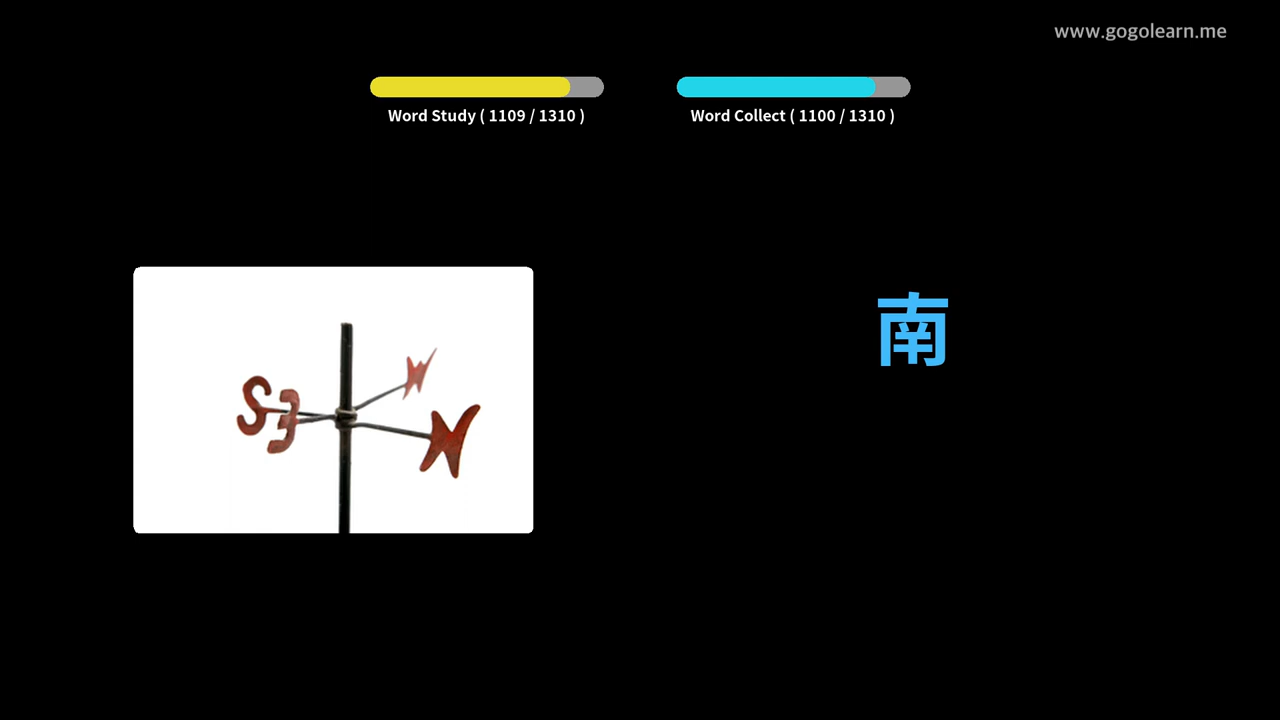 www.gogolearn.me
Word Study ( 1109 / 1310 )
Word Collect ( 1100 / 1310 )
南
S
E
N